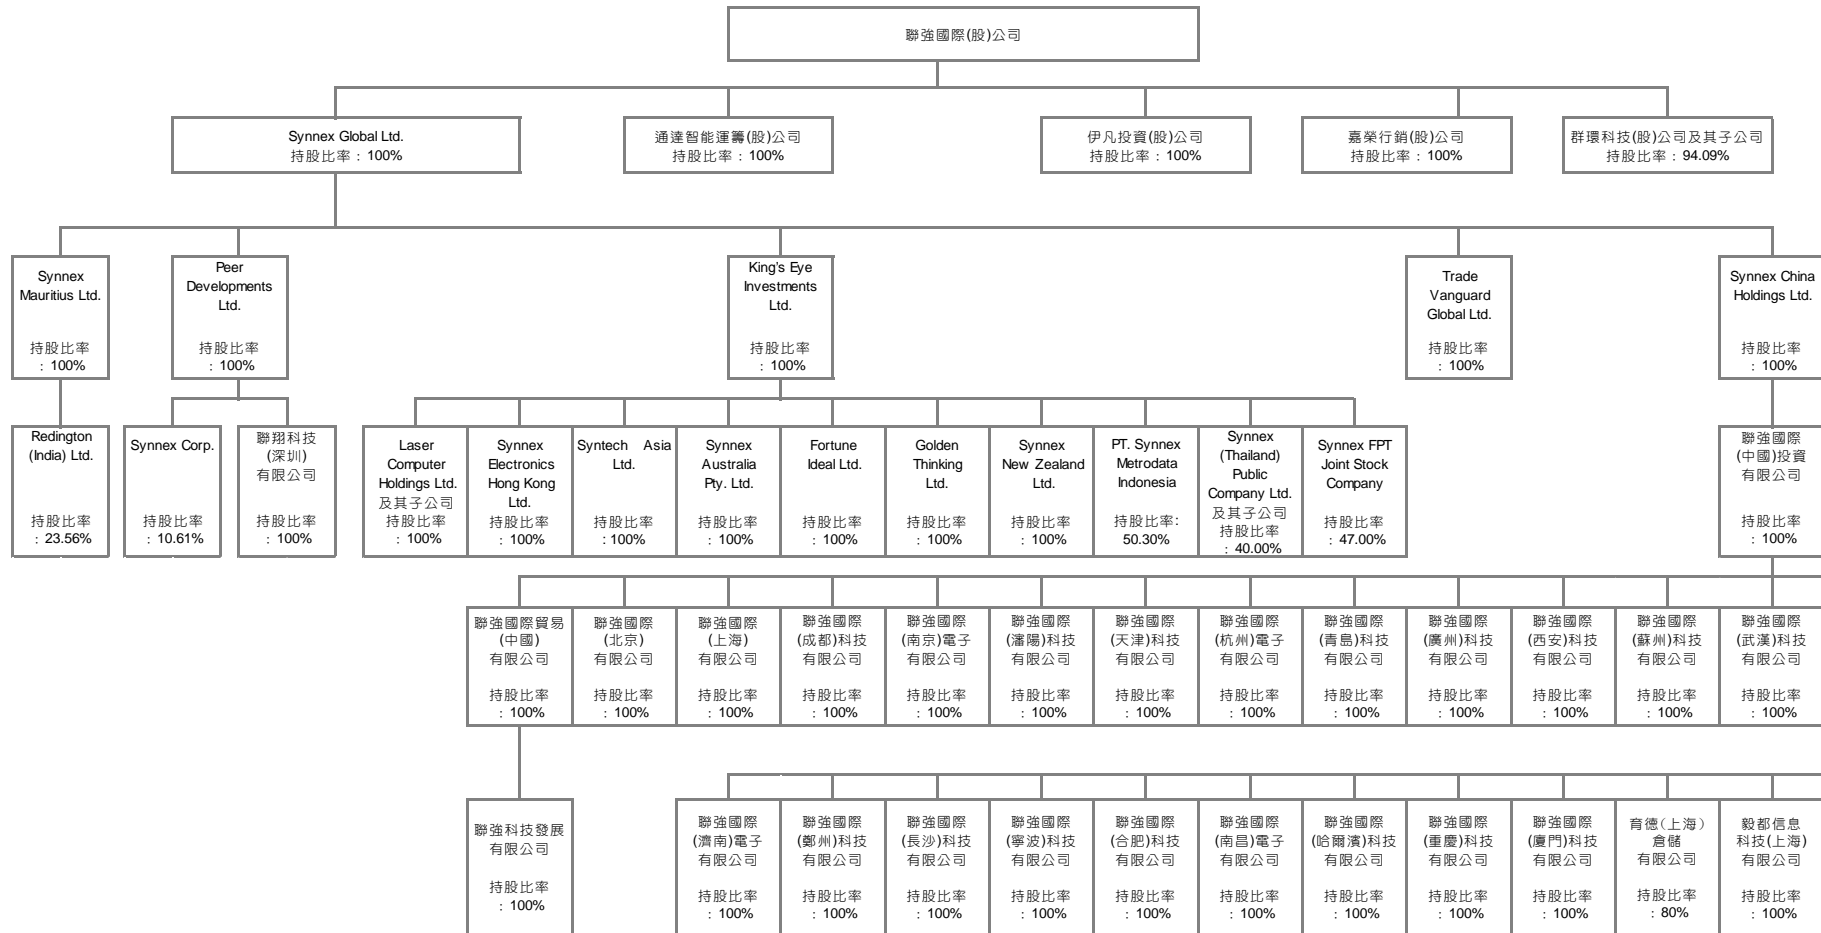 聯強國際(股)公司
Synnex Global Ltd.
持股比率：100%
通達智能運籌(股)公司
持股比率：100%
伊凡投資(股)公司
持股比率：100%
嘉榮行銷(股)公司
持股比率：100%
群環科技(股)公司及其子公司
持股比率：94.09%
Synnex
Mauritius Ltd.
持股比率
：100%
Peer
Developments
Ltd.
持股比率
：100%
King's Eye
Investments
Ltd.
持股比率
：100%
Trade
Vanguard
Global Ltd.
持股比率
：100%
Synnex China
Holdings Ltd.
持股比率
：100%
Redington
(India) Ltd.
持股比率
：23.56%
Synnex Corp.
持股比率
：10.61%
聯翔科技
(深圳)
有限公司
持股比率
：100%
Laser
Computer
Holdings Ltd.
及其子公司
持股比率
：100%
Synnex
Electronics
Hong Kong
Ltd.
持股比率
：100%
Syntech Asia
Ltd.
持股比率
：100%
Synnex
Australia
Pty. Ltd.
持股比率
：100%
Fortune
Ideal Ltd.
持股比率
：100%
Golden
Thinking
Ltd.
持股比率
：100%
Synnex
New Zealand
Ltd.
持股比率
：100%
PT. Synnex
Metrodata
Indonesia
持股比率:
50.30%
Synnex
(Thailand)
Public
Company Ltd.
及其子公司
持股比率
：40.00%
Synnex FPT
Joint Stock
Company
持股比率
：47.00%
聯強國際
(中國)投資
有限公司
持股比率
：100%
聯強國際貿易
(中國)
有限公司
持股比率
：100%
聯強國際
(北京)
有限公司
持股比率
：100%
聯強國際
(上海)
有限公司
持股比率
：100%
聯強國際
(成都)科技
有限公司
持股比率
：100%
聯強國際
(南京)電子
有限公司
持股比率
：100%
聯強國際
(瀋陽)科技
有限公司
持股比率
：100%
聯強國際
(天津)科技
有限公司
持股比率
：100%
聯強國際
(杭州)電子
有限公司
持股比率
：100%
聯強國際
(青島)科技
有限公司
持股比率
：100%
聯強國際
(廣州)科技
有限公司
持股比率
：100%
聯強國際
(西安)科技
有限公司
持股比率
：100%
聯強國際
(蘇州)科技
有限公司
持股比率
：100%
聯強國際
(武漢)科技
有限公司
持股比率
：100%
聯強科技發展
有限公司
持股比率
：100%
聯強國際
(濟南)電子
有限公司
持股比率
：100%
聯強國際
(鄭州)科技
有限公司
持股比率
：100%
聯強國際
(長沙)科技
有限公司
持股比率
：100%
聯強國際
(寧波)科技
有限公司
持股比率
：100%
聯強國際
(合肥)科技
有限公司
持股比率
：100%
聯強國際
(南昌)電子
有限公司
持股比率
：100%
聯強國際
(哈爾濱)科技
有限公司
持股比率
：100%
聯強國際
(重慶)科技
有限公司
持股比率
：100%
聯強國際
(廈門)科技
有限公司
持股比率
：100%
育德(上海)
倉儲
有限公司
持股比率
：80%
毅都信息
科技(上海)
有限公司
持股比率
：100%